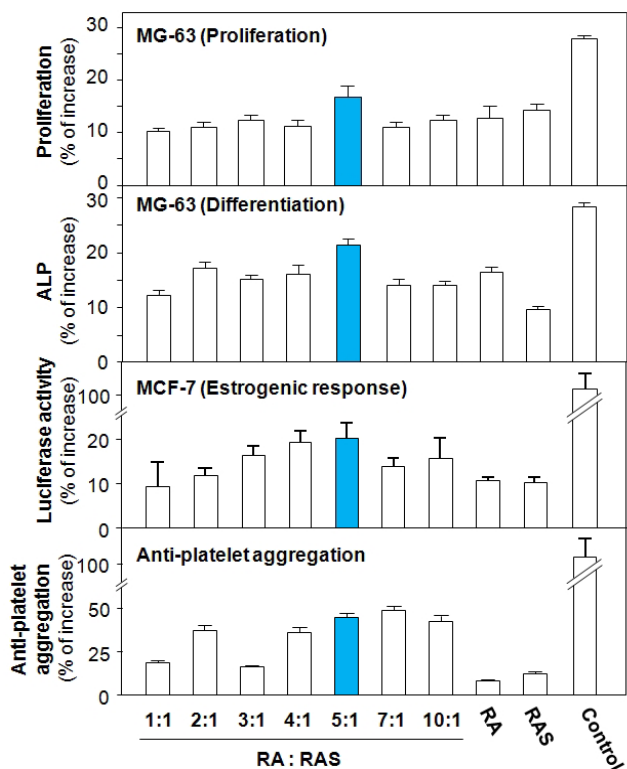 MG-63 (Proliferation)
Proliferation
(% of increase)
30
20
10
0
MG-63 (Differentiation)
ALP
(% of increase)
30
20
10
0
MCF-7 (Estrogenic response)
Luciferase activity
(% of increase)
100
20
10
0
Anti-platelet aggregation
Anti-platelet
aggregation
(% of increase)
100
50
25
0
1:1 2:1 3:1 4:1 5:1 7:1 10:1 RA RAS Control
RA : RAS